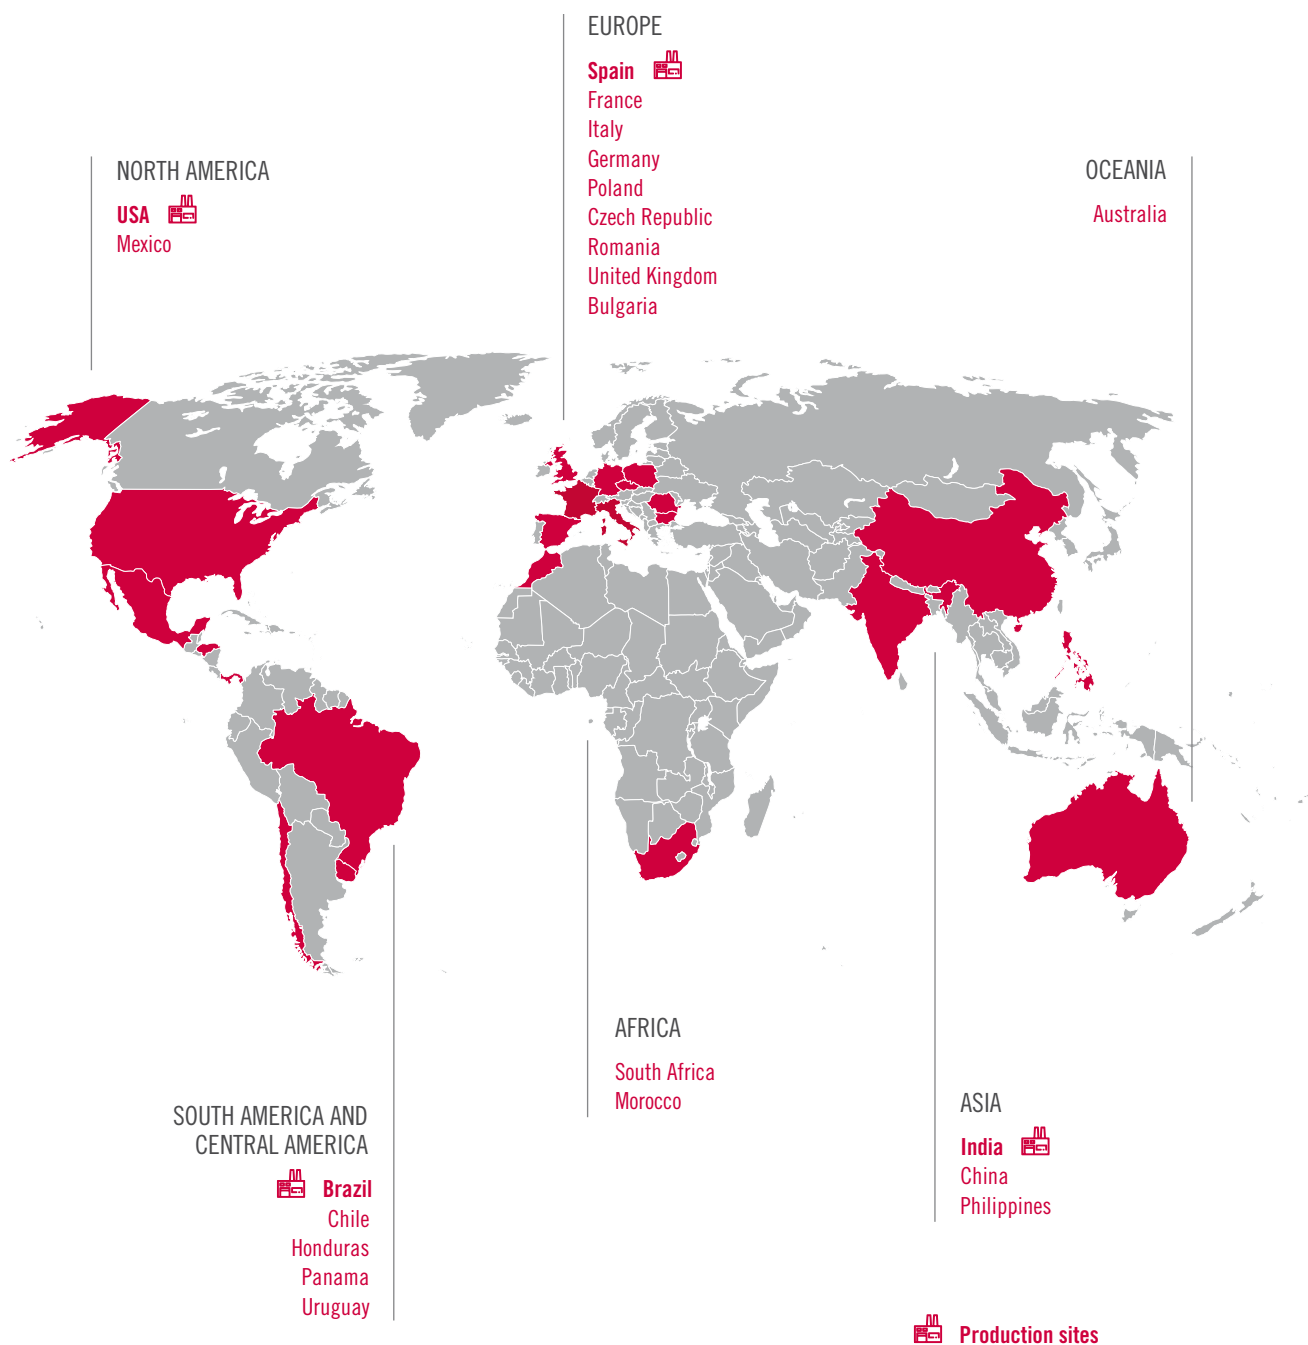 EUROPE
Spain
France
Italy
Germany
Poland
Czech Republic
Romania
United Kingdom
Bulgaria
NORTH AMERICA
USA
Mexico
OCEANIA
Australia
AFRICA
South Africa
Morocco
SOUTH AMERICA AND
CENTRAL AMERICA
Brazil
Chile
Honduras
Panama
Uruguay
ASIA
India
China
Philippines
Production sites